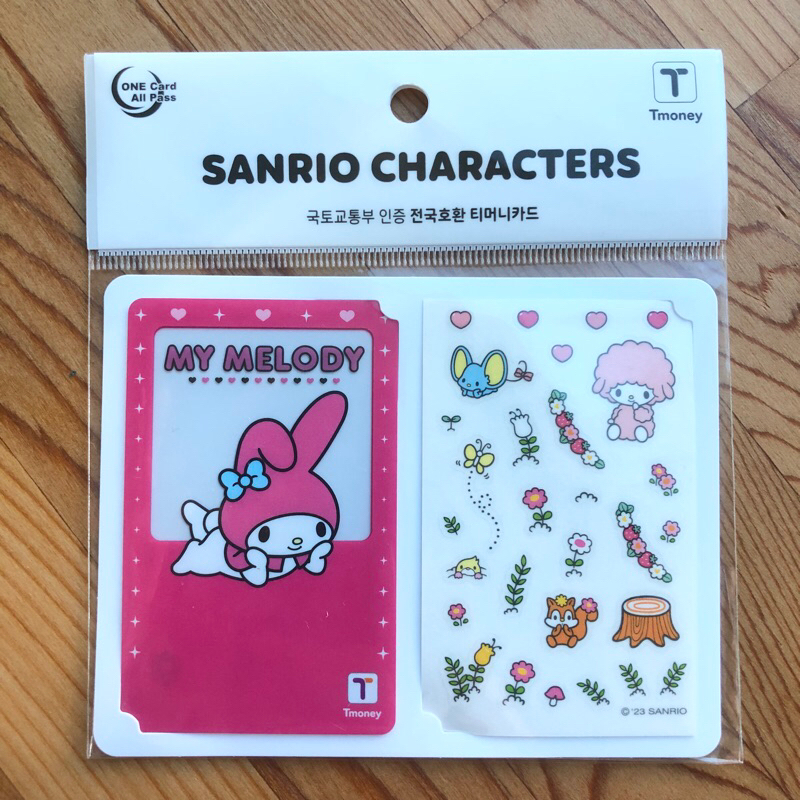 ONE Card
All Pass
Tmoney
SANRIO CHARACTERS
국토교통부 인증 전국호환 티머니카드
MY MELODY
Tmoney
© '23 SANRIO